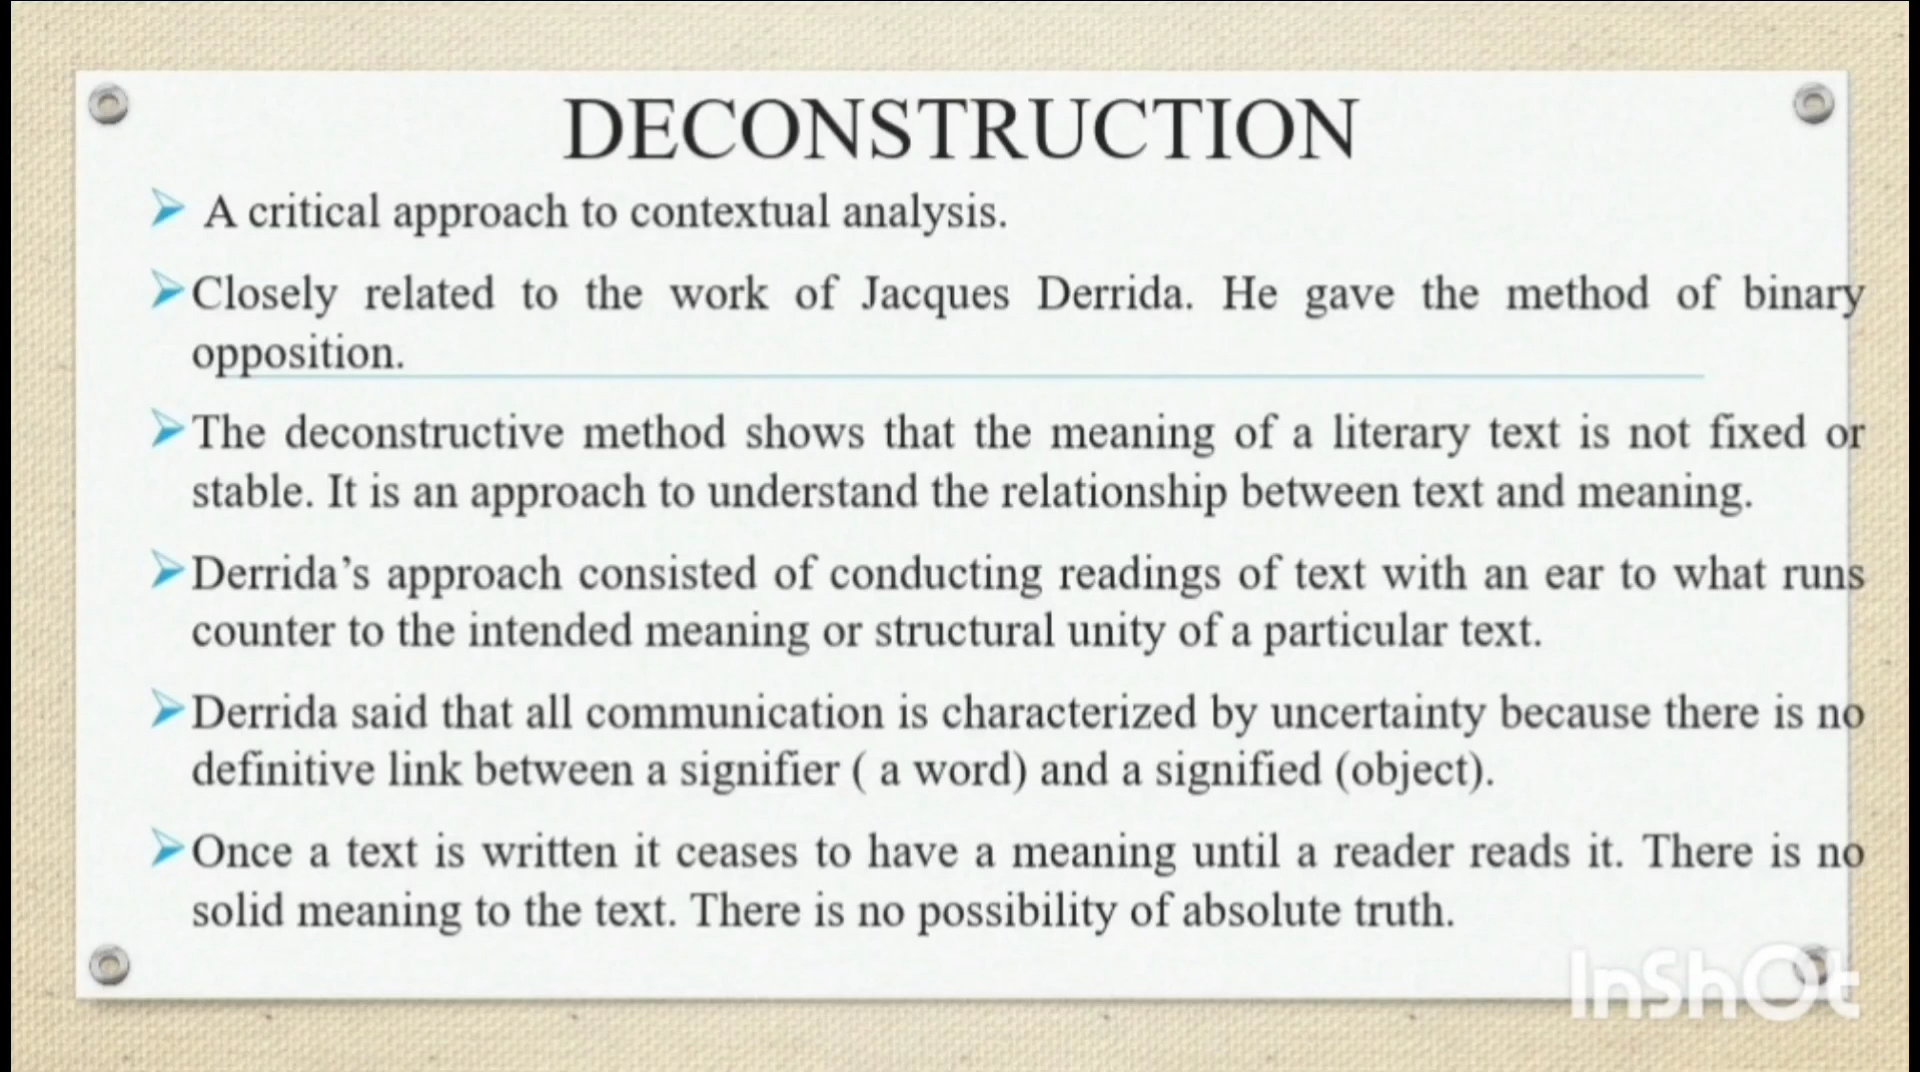 DECONSTRUCTION
➢ A critical approach to contextual analysis.
➢ Closely related to the work of Jacques Derrida. He gave the method of binary
opposition.
➢ The deconstructive method shows that the meaning of a literary text is not fixed or
stable. It is an approach to understand the relationship between text and meaning.
➢ Derrida’s approach consisted of conducting readings of text with an ear to what runs
counter to the intended meaning or structural unity of a particular text.
➢ Derrida said that all communication is characterized by uncertainty because there is no
definitive link between a signifier ( a word) and a signified (object).
➢ Once a text is written it ceases to have a meaning until a reader reads it. There is no
solid meaning to the text. There is no possibility of absolute truth.
InShOt